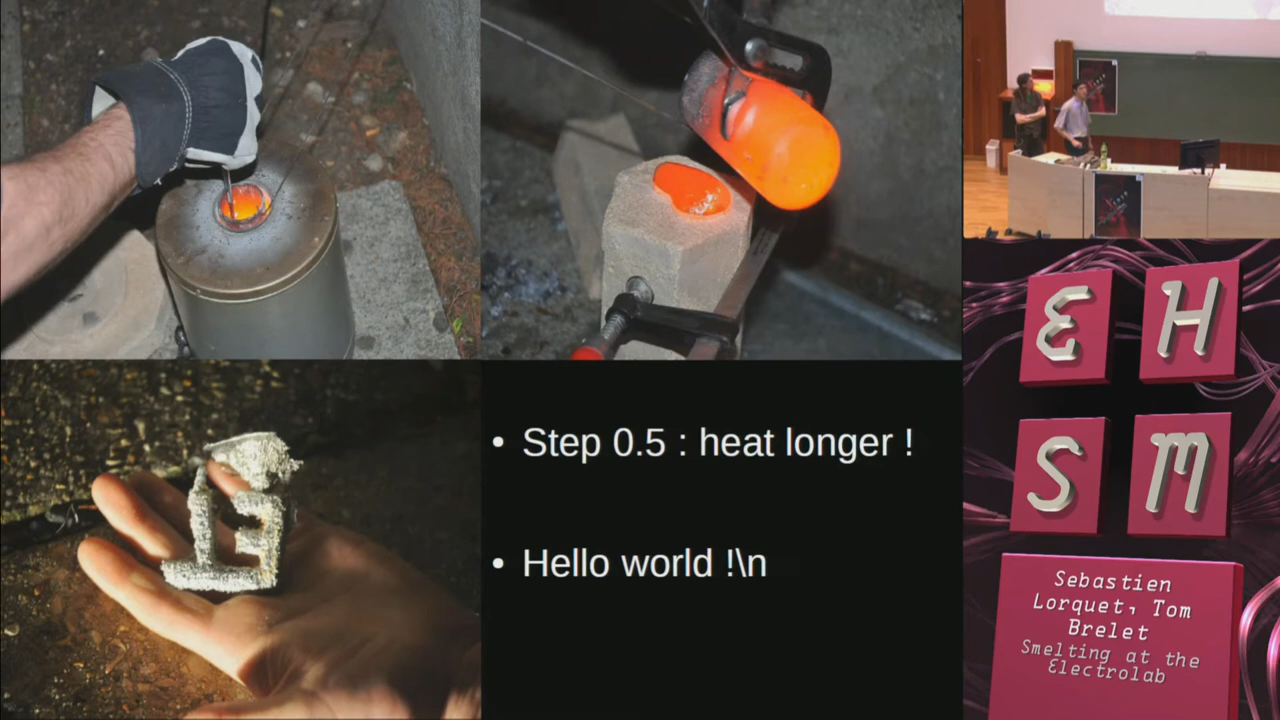 • Step 0.5 : heat longer !
• Hello world !\n
E H
S M
Sebastien
Lorquet, Tom
Brelet
Smelting at the
Electrolab